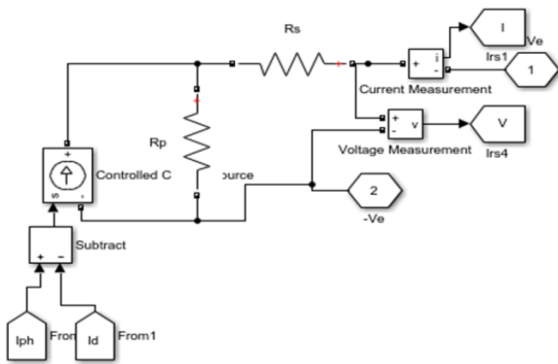 Rs
I
Ve
Irs1
+
i
-
1
Current Measurement
Rp
+
v
-
V
Voltage Measurement
Irs4
+
s
-
Controlled C
ource
2
-Ve
Subtract
+ -
Iph
From
Id
From1